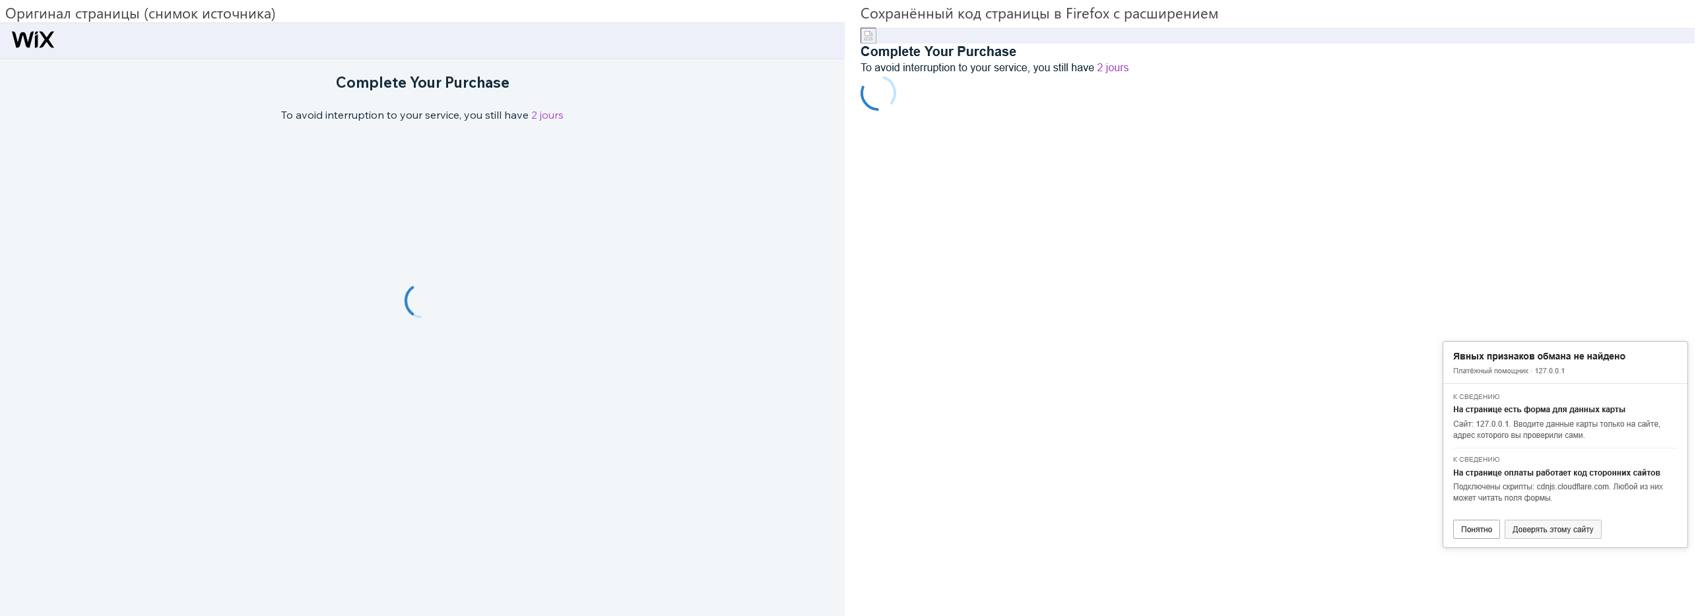 Оригинал страницы (снимок источника)
WiX
Complete Your Purchase
To avoid interruption to your service, you still have 2 jours
Сохранённый код страницы в Firefox с расширением
Complete Your Purchase
To avoid interruption to your service, you still have 2 jours
Явных признаков обмана не найдено
Платёжный помощник · 127.0.0.1
К СВЕДЕНИЮ
На странице есть форма для данных карты
Сайт: 127.0.0.1. Вводите данные карты только на сайте,
адрес которого вы проверили сами.
К СВЕДЕНИЮ
На странице оплаты работает код сторонних сайтов
Подключены скрипты: cdnjs.cloudflare.com. Любой из них
может читать поля формы.
Понятно
Доверять этому сайту